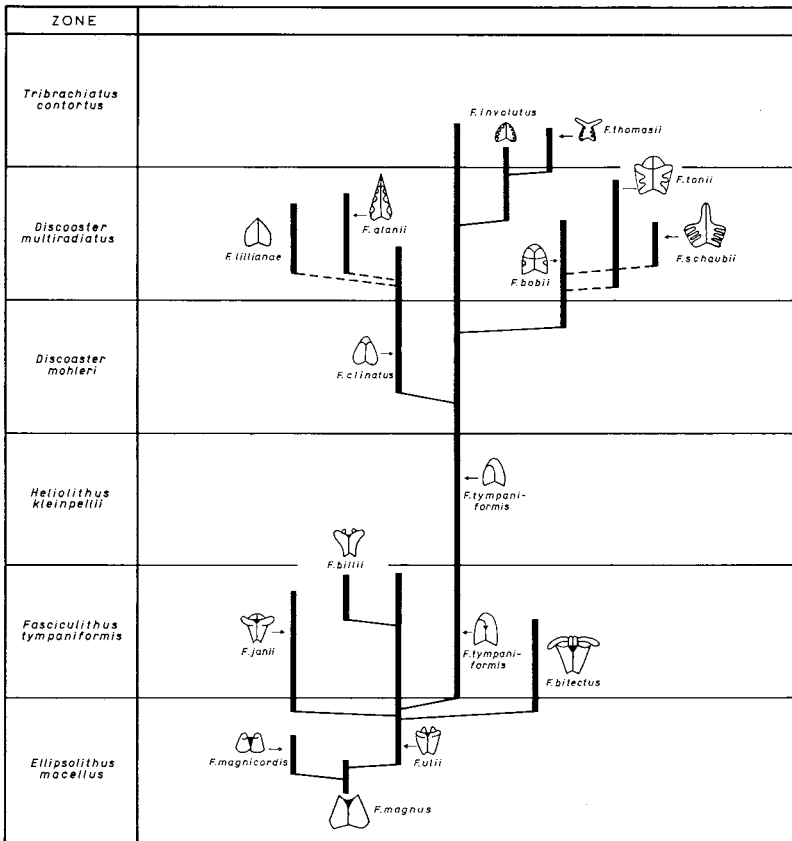 ZONE
Tribrachiatus
contortus
F.involutus
F.thomasii
Discoaster
multiradiatus
F.lillianae
F.alanii
F.tonii
F.bobii
F.schaubii
Discoaster
mohleri
F.clinatus
Heliolithus
kleinpellii
F.tympani-
formis
F.billii
Fasciculithus
tympaniformis
F.janii
F.tympani-
formis
F.bitectus
Ellipsolithus
macellus
F.magnicordis
F.ulii
F.magnus